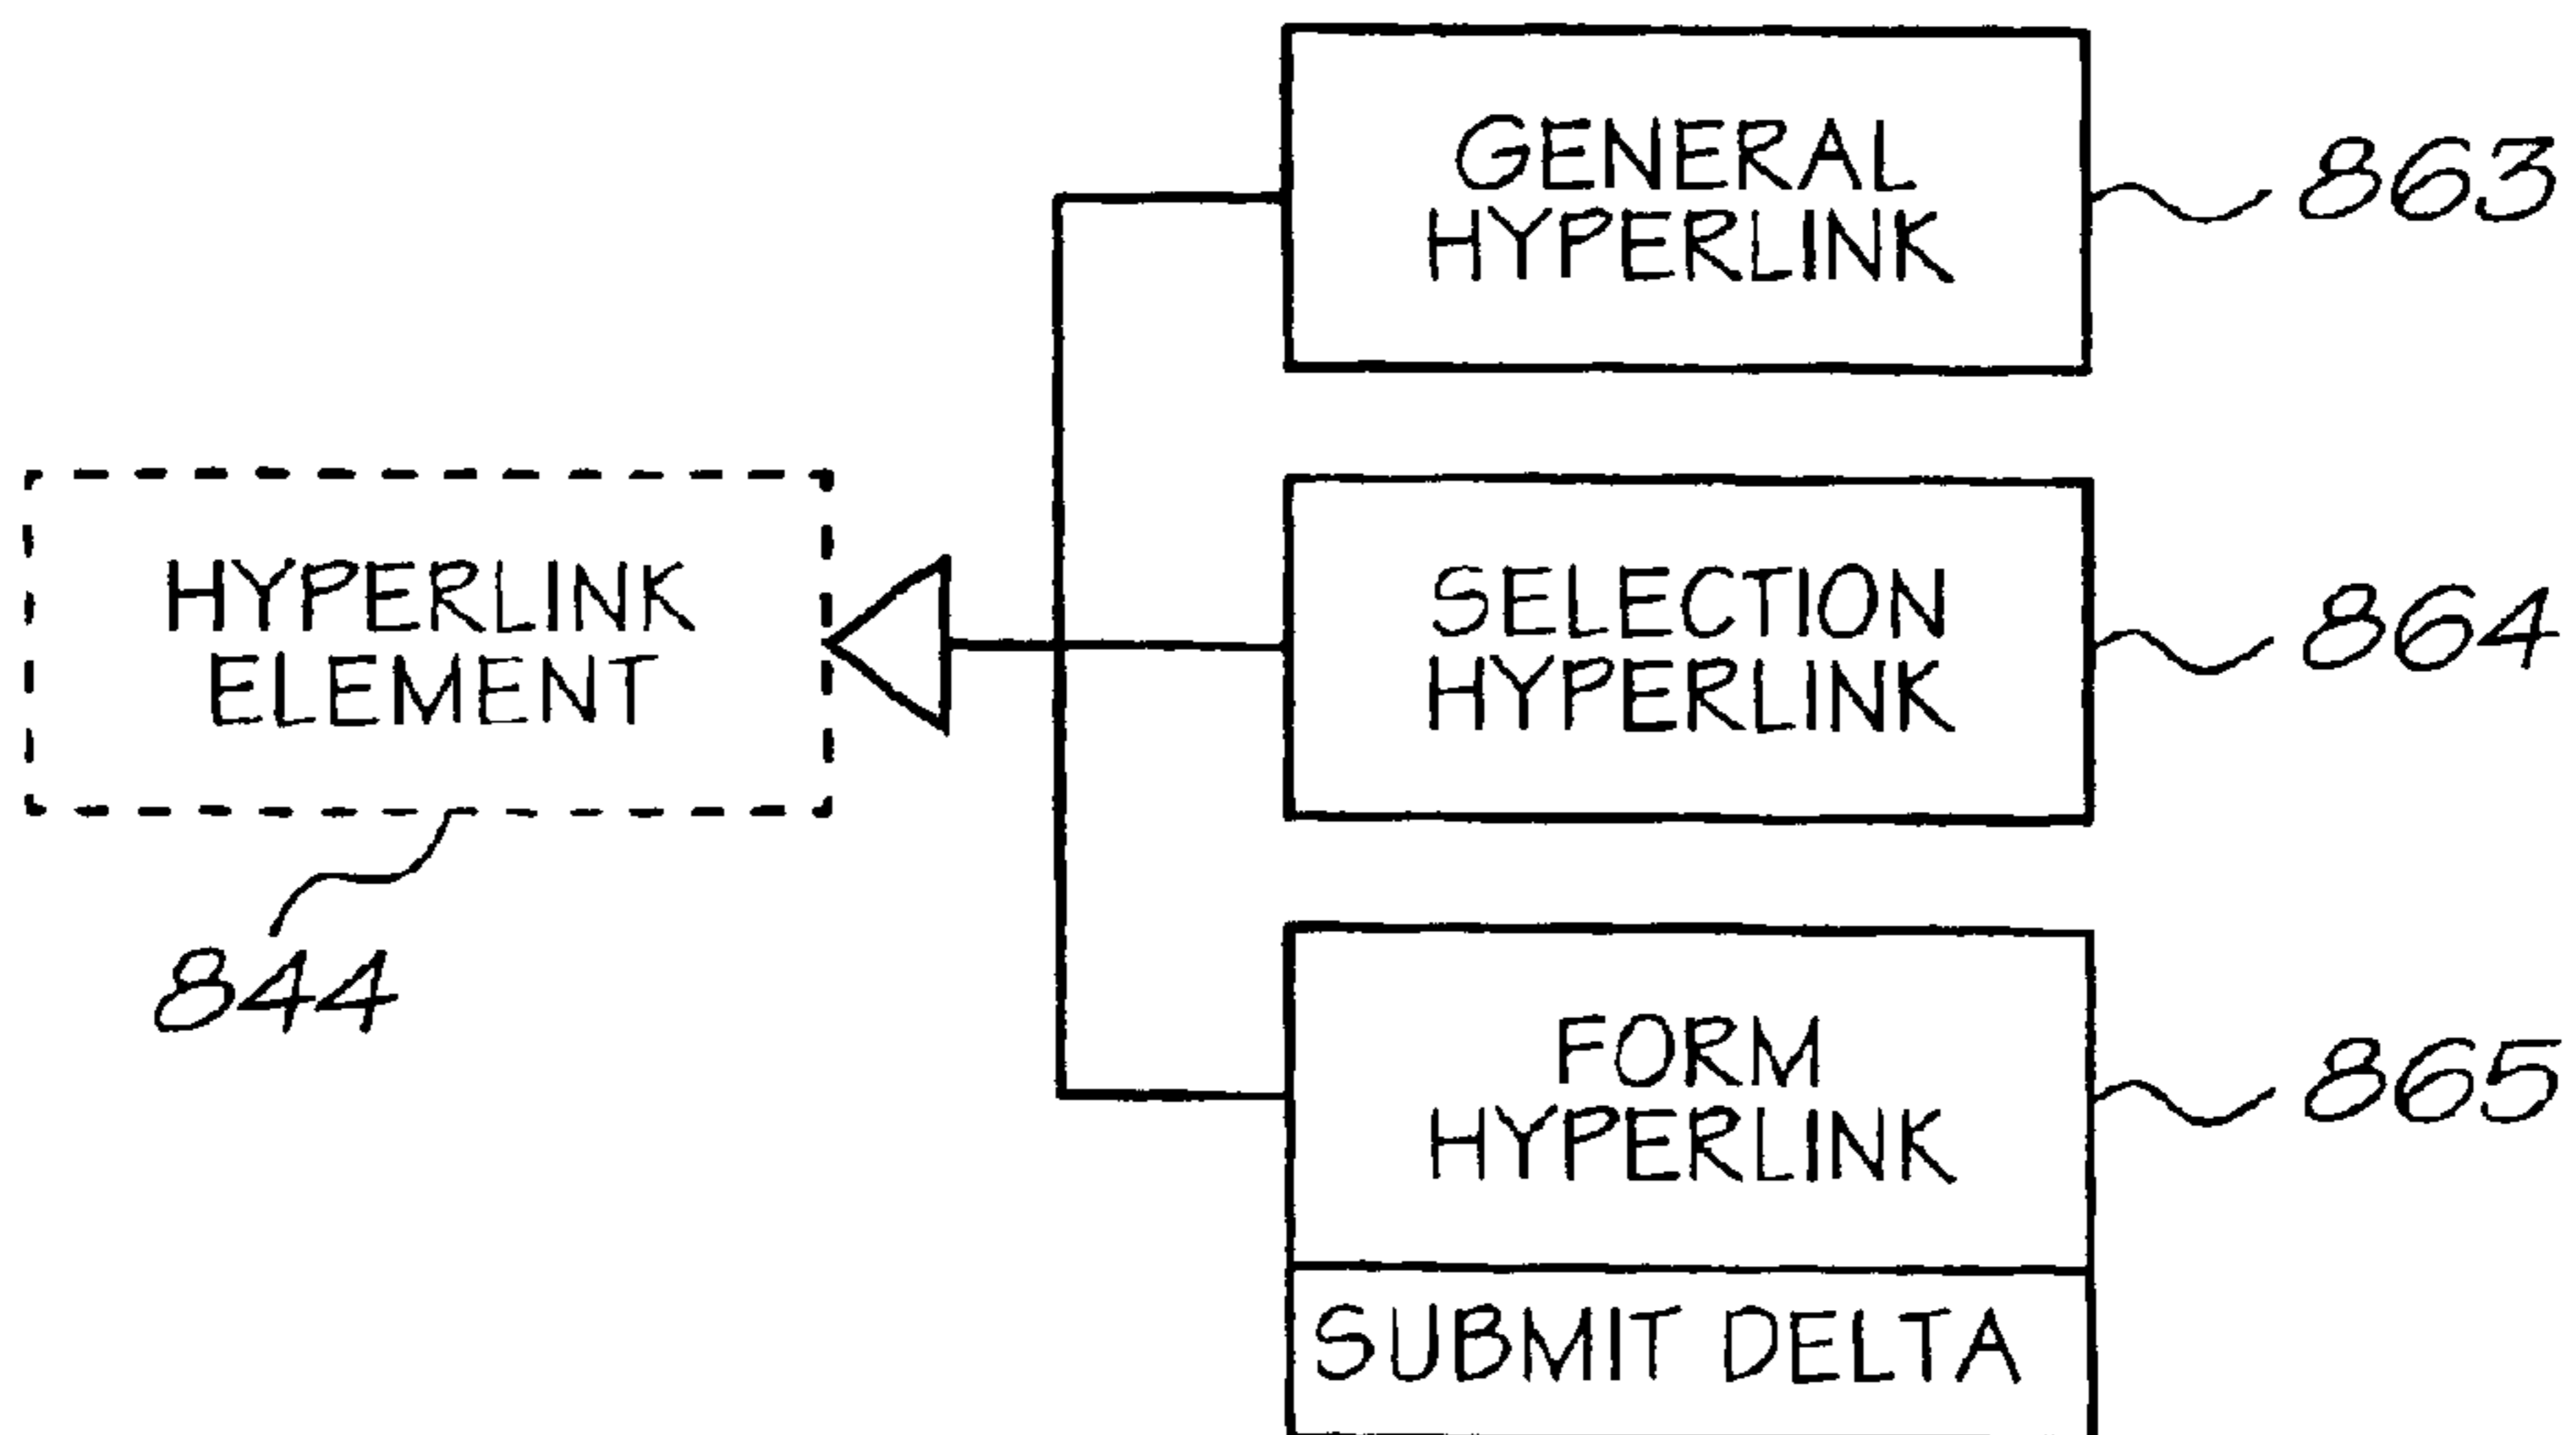 GENERAL
HYPERLINK
863
HYPERLINK
ELEMENT
844
SELECTION
HYPERLINK
864
FORM
HYPERLINK
865
SUBMIT DELTA